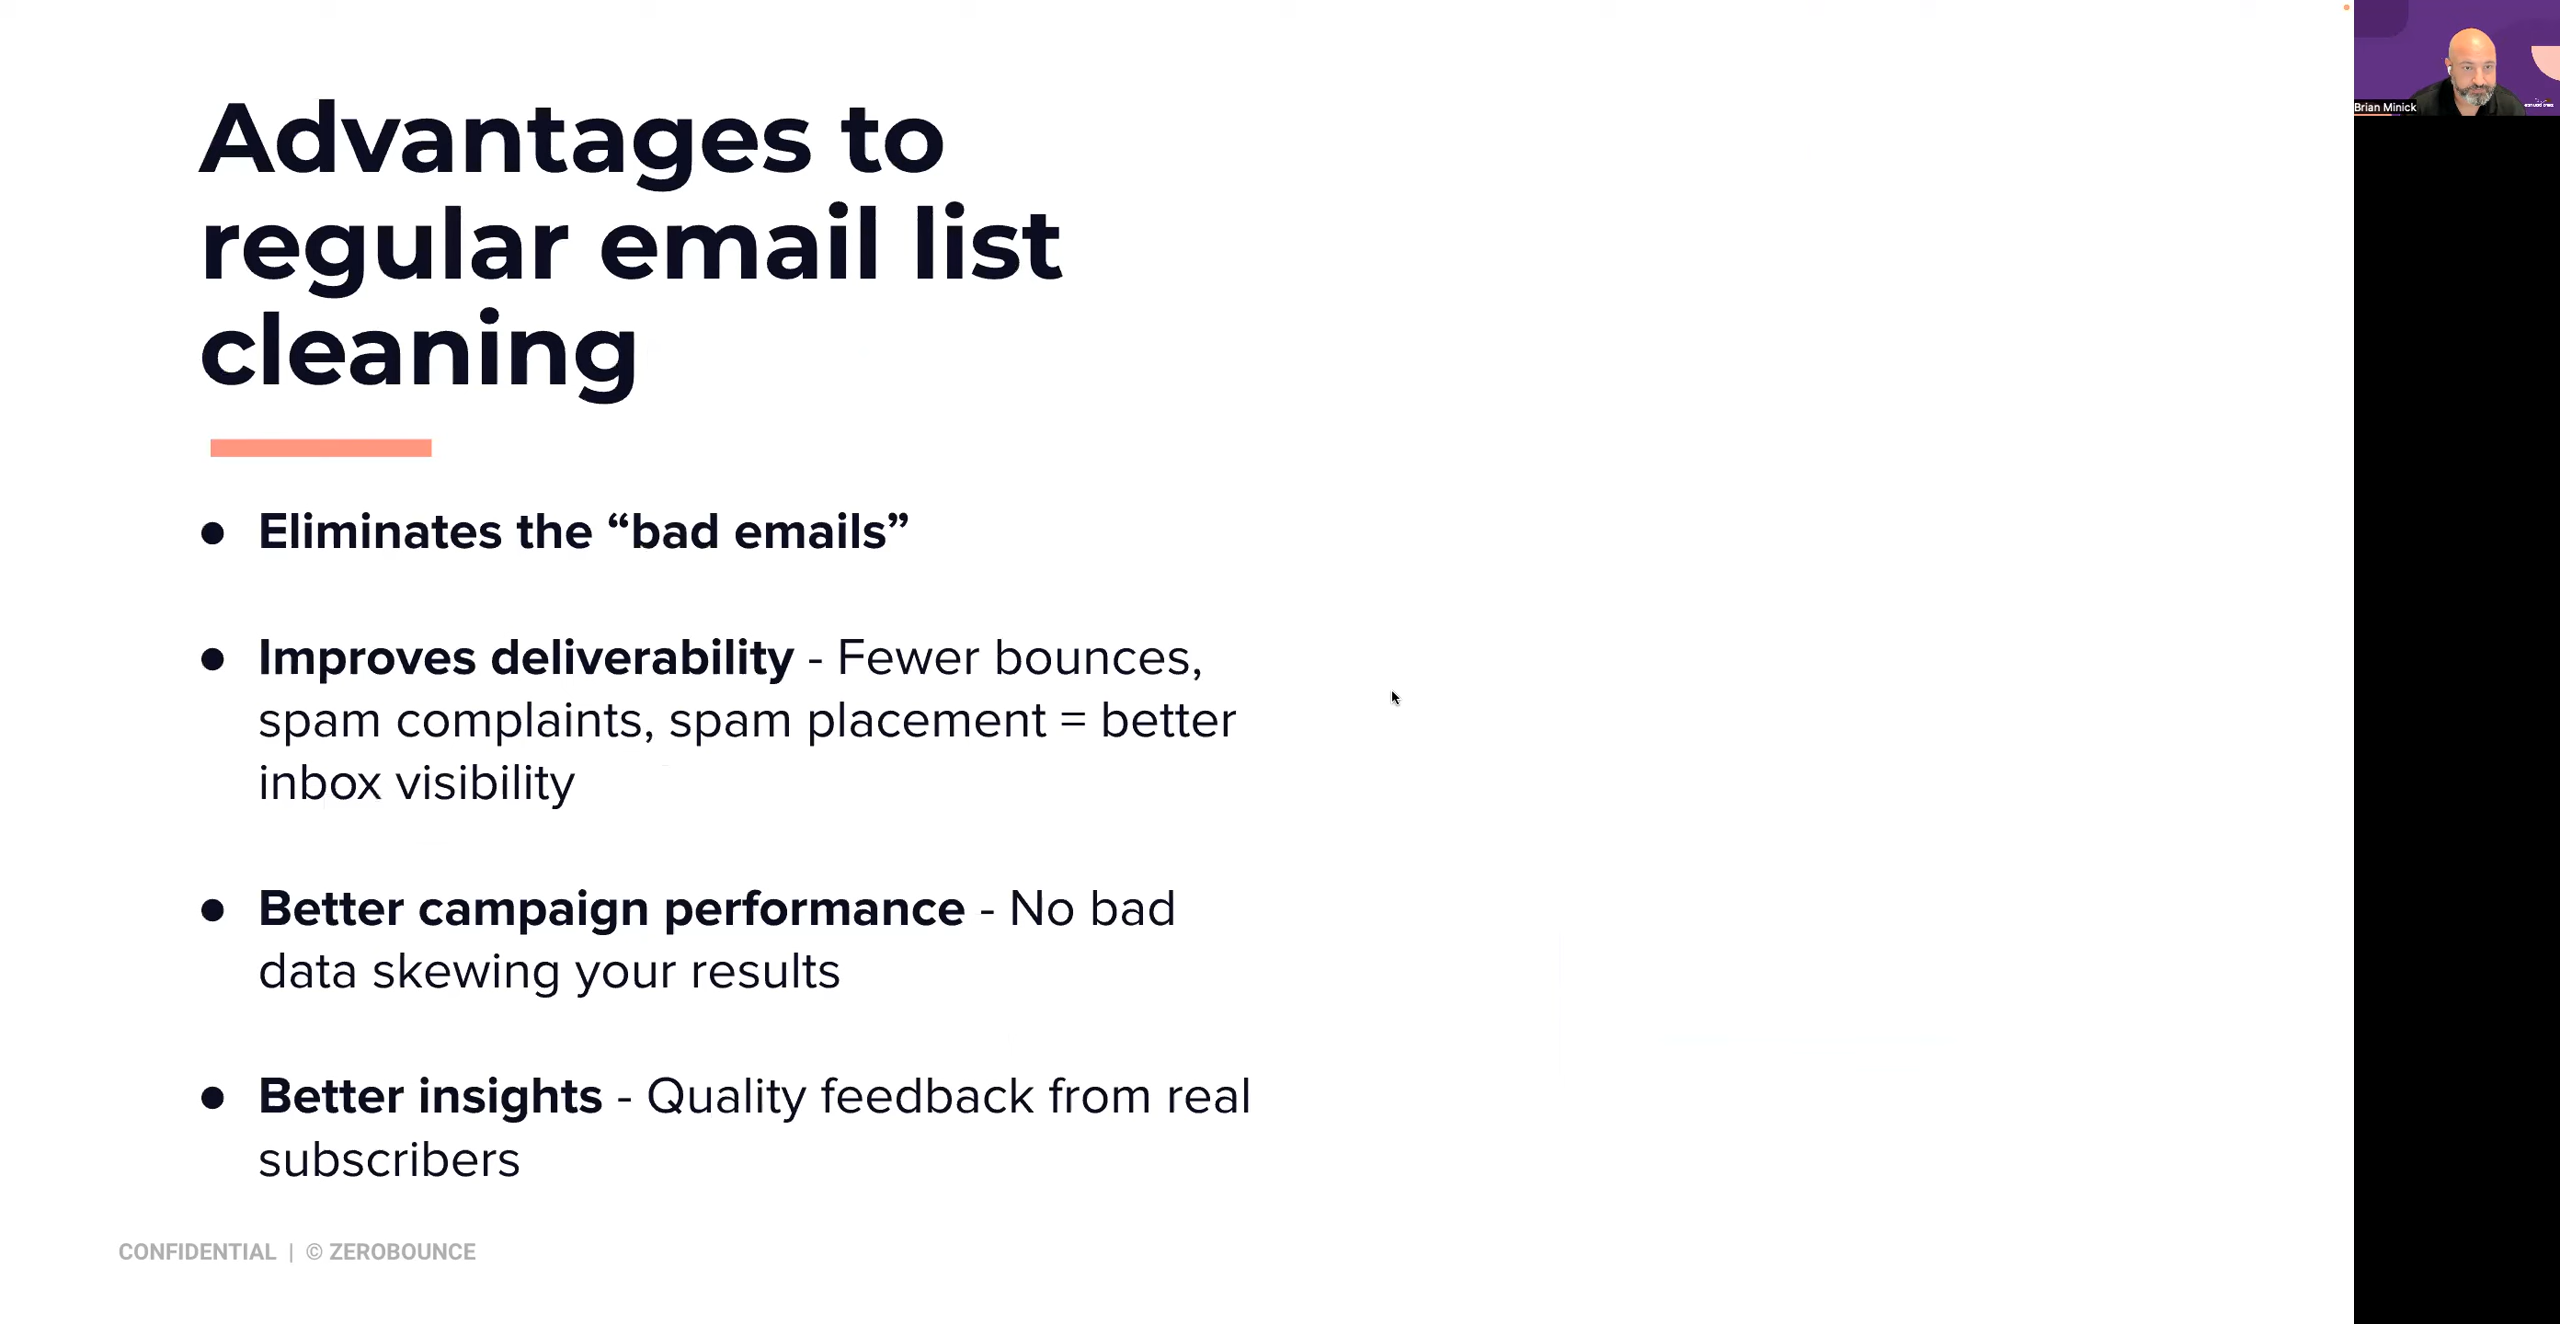 Advantages to
regular email list
cleaning
● Eliminates the “bad emails”
● Improves deliverability - Fewer bounces,
spam complaints, spam placement = better
inbox visibility
● Better campaign performance - No bad
data skewing your results
● Better insights - Quality feedback from real
subscribers
CONFIDENTIAL | © ZEROBOUNCE
Brian Minick